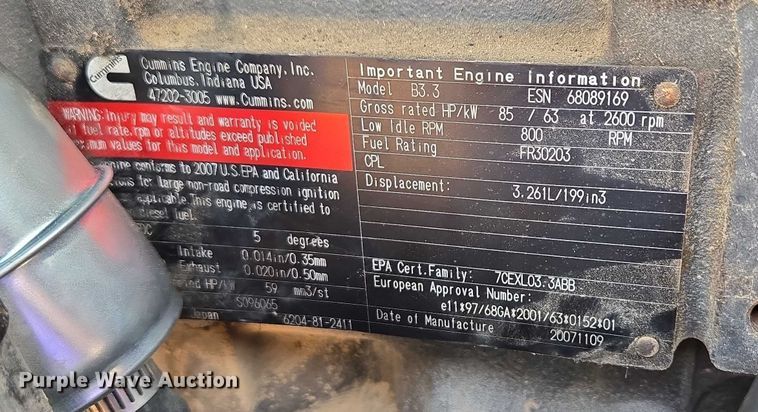 Cummins
Cummins Engine Company, Inc.
Columbus, Indiana USA
47202-3005 www.Cummins.com
WARNING: Injury may result and warranty is voided
if fuel rate, rpm or altitudes exceed published
maximum values for this model and application.
engine conforms to 2007 U.S.EPA and California
for large non-road compression ignition
applicable. This engine is certified to
diesel fuel.
5 degrees
Intake 0.014in/0.35mm
Exhaust 0.020in/0.50mm
HP/kW 59 mm3/st
S096065
Japan 6204-81-2411
Important Engine Information
Model B3.3 ESN 68089169
Gross rated HP/kW 85 / 63 at 2600 rpm
Low Idle RPM 800 RPM
Fuel Rating FR30203
CPL
Displacement: 3.261L/199in3
EPA Cert.Family: 7CEXL03.3ABB
European Approval Number:
e11*97/68GA*2001/63*0152*01
Date of Manufacture 20071109
Purple Wave Auction